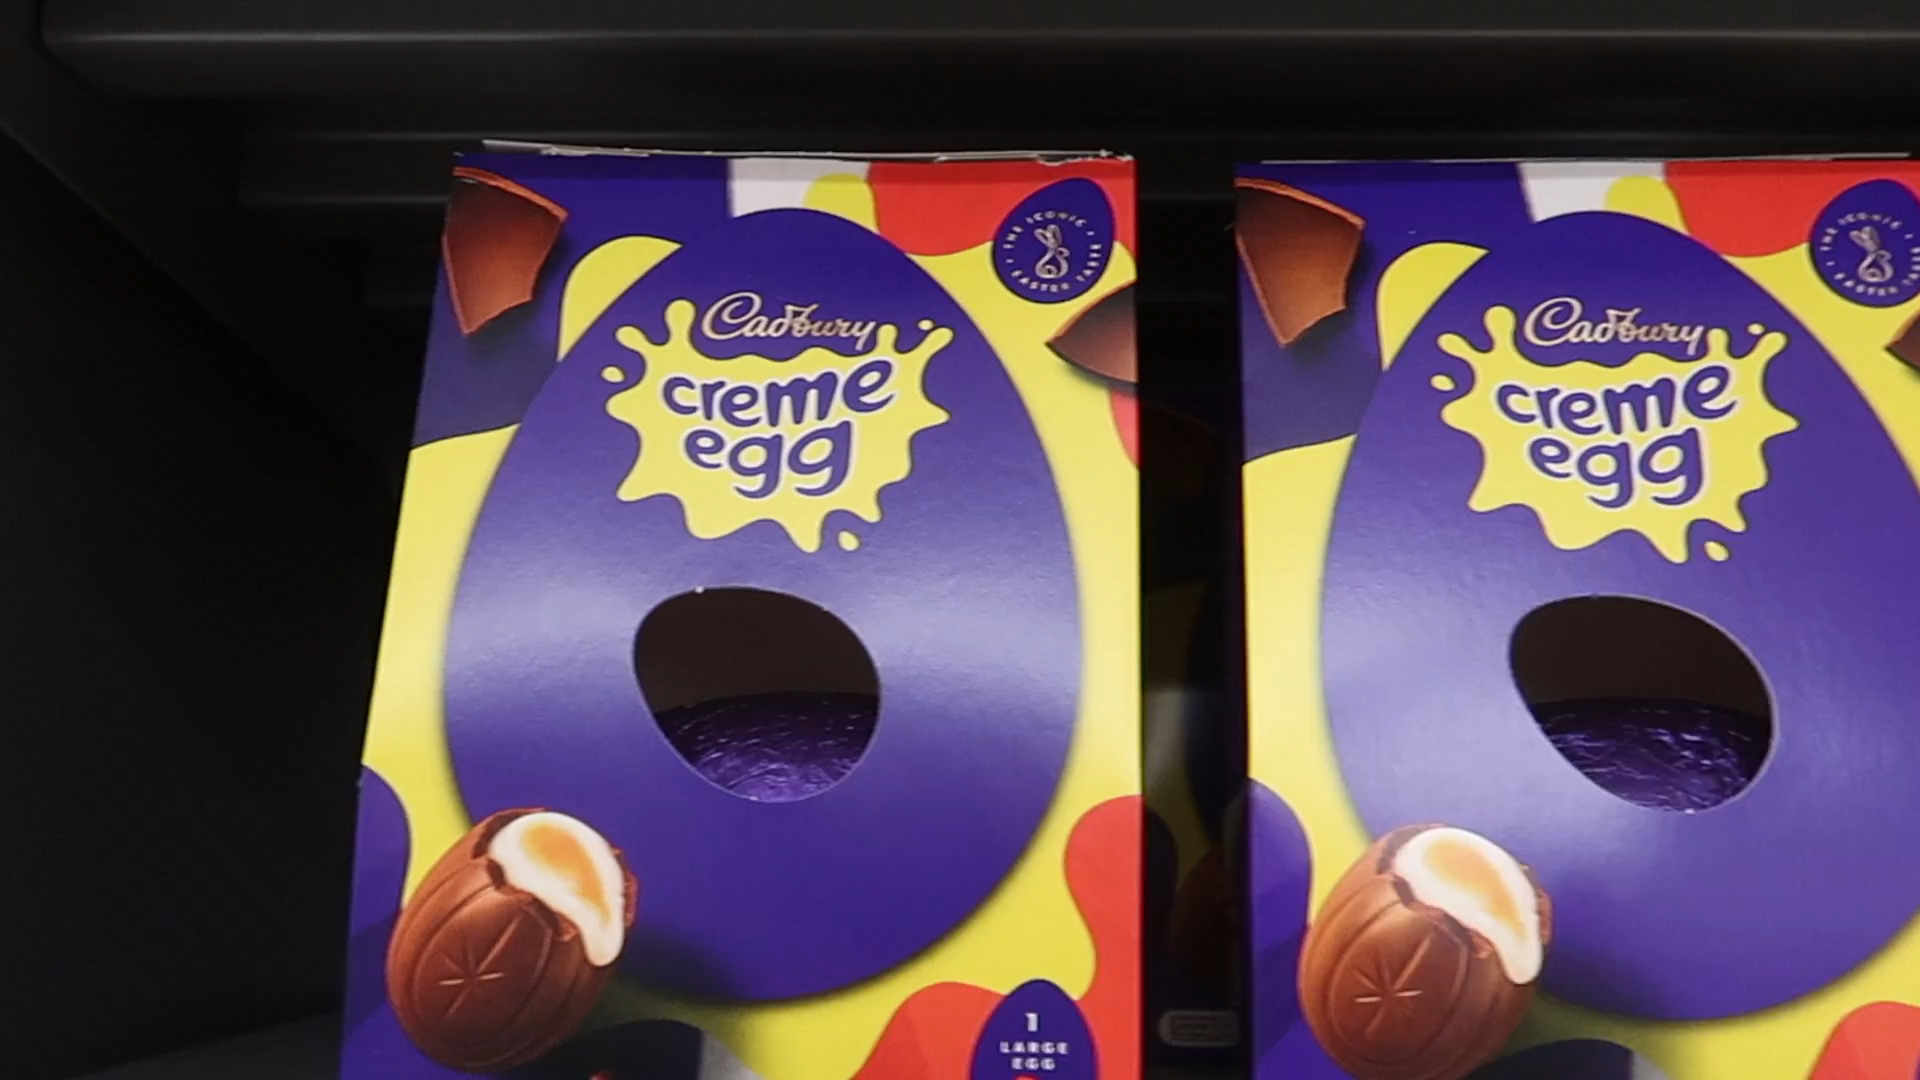 THE ICONIC
EASTER TASTE
Cadbury
creme
egg
1
LARGE
EGG
THE ICONIC
EASTER TASTE
Cadbury
creme
egg